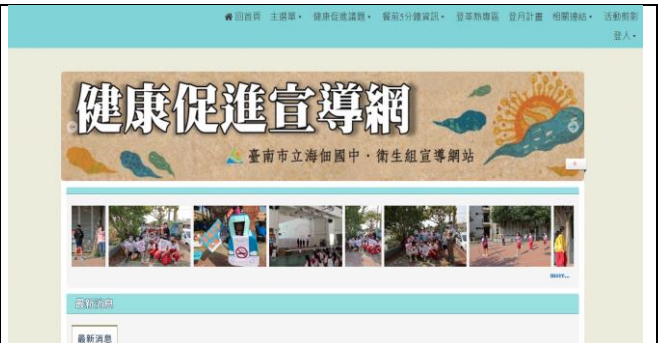 回首頁 主選單 健康促進議題 餐前5分鐘資訊 登革熱專區 登月計畫 相關連結 活動剪影
登入
健康促進宣導網
臺南市立海佃國中・衛生組宣導網站
more...
最新消息
最新消息